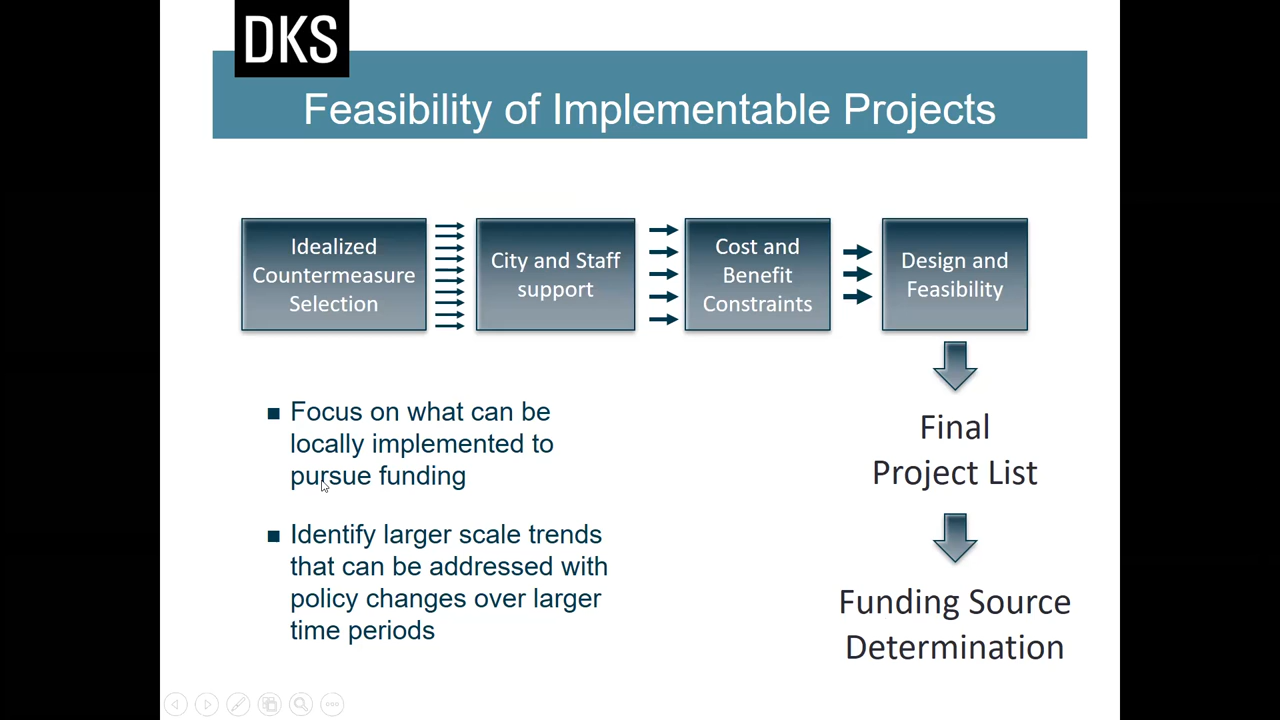 DKS
Feasibility of Implementable Projects
Idealized
Countermeasure
Selection
City and Staff
support
Cost and
Benefit
Constraints
Design and
Feasibility
Focus on what can be
locally implemented to
pursue funding
Identify larger scale trends
that can be addressed with
policy changes over larger
time periods
Final
Project List
Funding Source
Determination